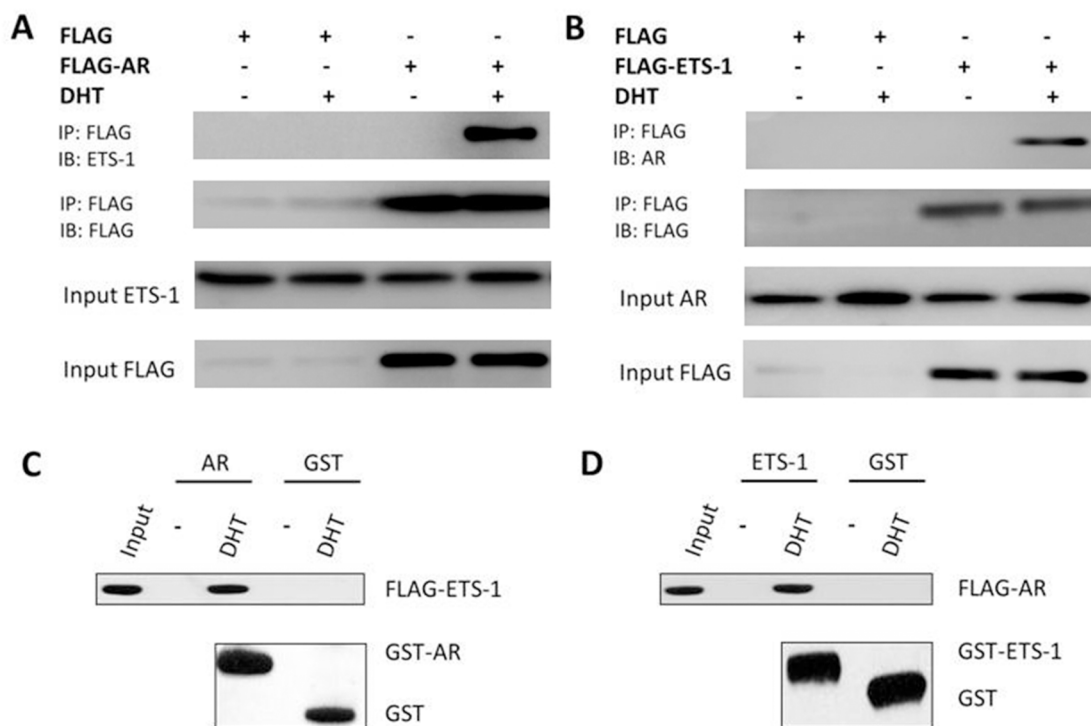 A
FLAG + + - -
FLAG-AR - - + +
DHT - + - +
IP: FLAG
IB: ETS-1
IP: FLAG
IB: FLAG
Input ETS-1
Input FLAG
B
FLAG + + - -
FLAG-ETS-1 - - + +
DHT - + - +
IP: FLAG
IB: AR
IP: FLAG
IB: FLAG
Input AR
Input FLAG
C
AR GST
Input - DHT - DHT
FLAG-ETS-1
GST-AR
GST
D
ETS-1 GST
Input - DHT - DHT
FLAG-AR
GST-ETS-1
GST